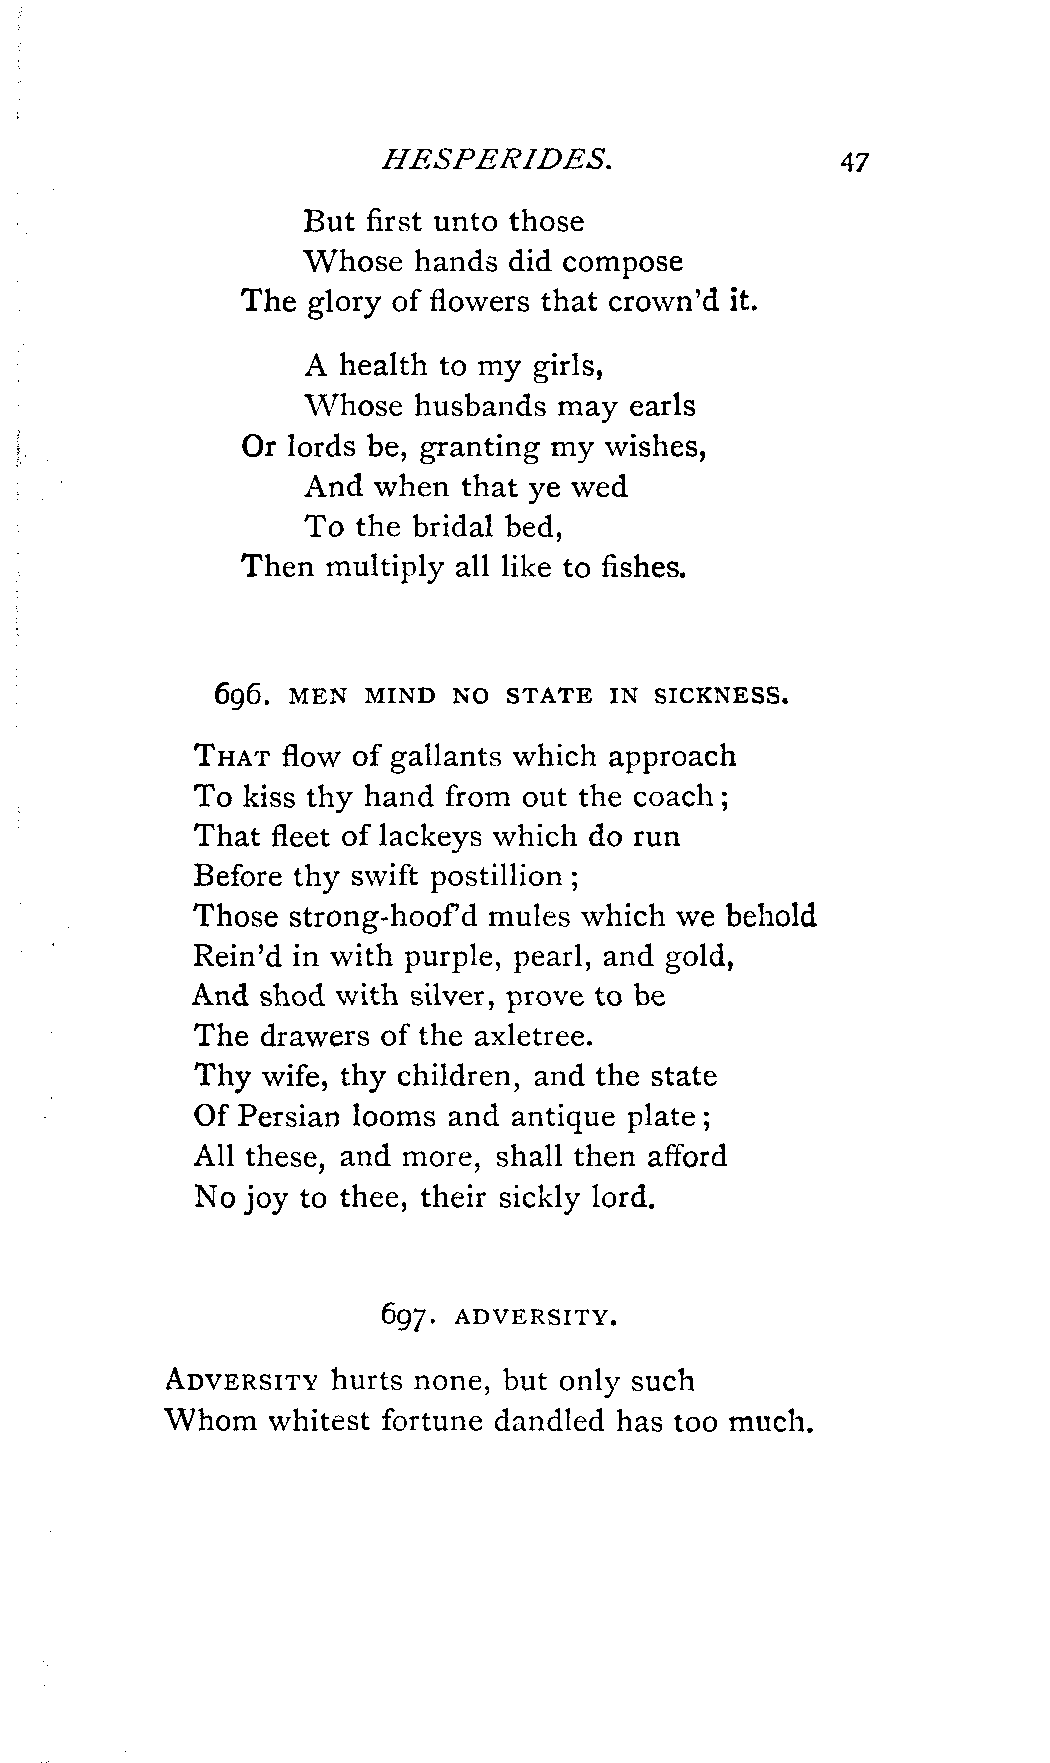 HESPERIDES. 47
But first unto those
Whose hands did compose
The glory of flowers that crown'd it.
A health to my girls,
Whose husbands may earls
Or lords be, granting my wishes,
And when that ye wed
To the bridal bed,
Then multiply all like to fishes.
696. MEN MIND NO STATE IN SICKNESS.
THAT flow of gallants which approach
To kiss thy hand from out the coach;
That fleet of lackeys which do run
Before thy swift postillion;
Those strong-hoof'd mules which we behold
Rein'd in with purple, pearl, and gold,
And shod with silver, prove to be
The drawers of the axletree.
Thy wife, thy children, and the state
Of Persian looms and antique plate;
All these, and more, shall then afford
No joy to thee, their sickly lord.
697. ADVERSITY.
ADVERSITY hurts none, but only such
Whom whitest fortune dandled has too much.